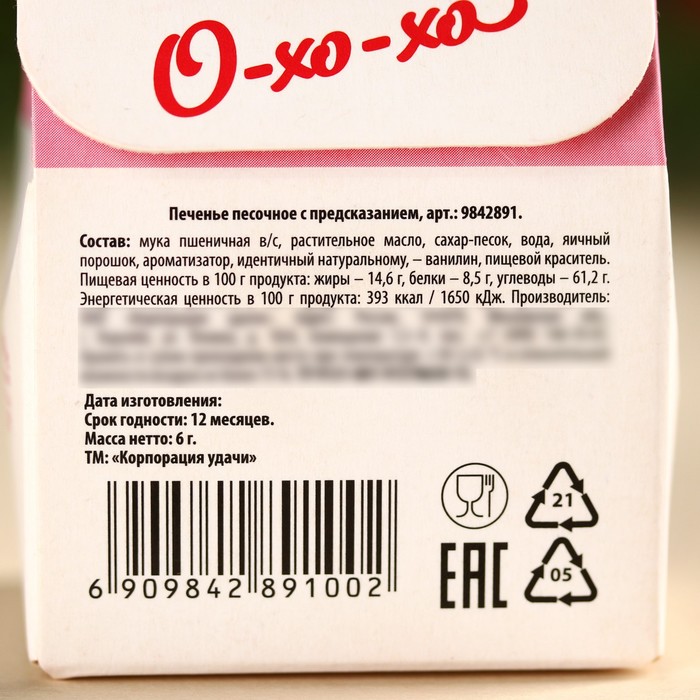 О-хо-хо
Печенье песочное с предсказанием, арт.: 9842891.
Состав: мука пшеничная в/с, растительное масло, сахар-песок, вода, яичный
порошок, ароматизатор, идентичный натуральному, – ванилин, пищевой краситель.
Пищевая ценность в 100 г продукта: жиры – 14,6 г, белки – 8,5 г, углеводы – 61,2 г.
Энергетическая ценность в 100 г продукта: 393 ккал / 1650 кДж. Производитель:
Дата изготовления:
Срок годности: 12 месяцев.
Масса нетто: 6 г.
ТМ: «Корпорация удачи»
21
EAC
05
6 909842 891002